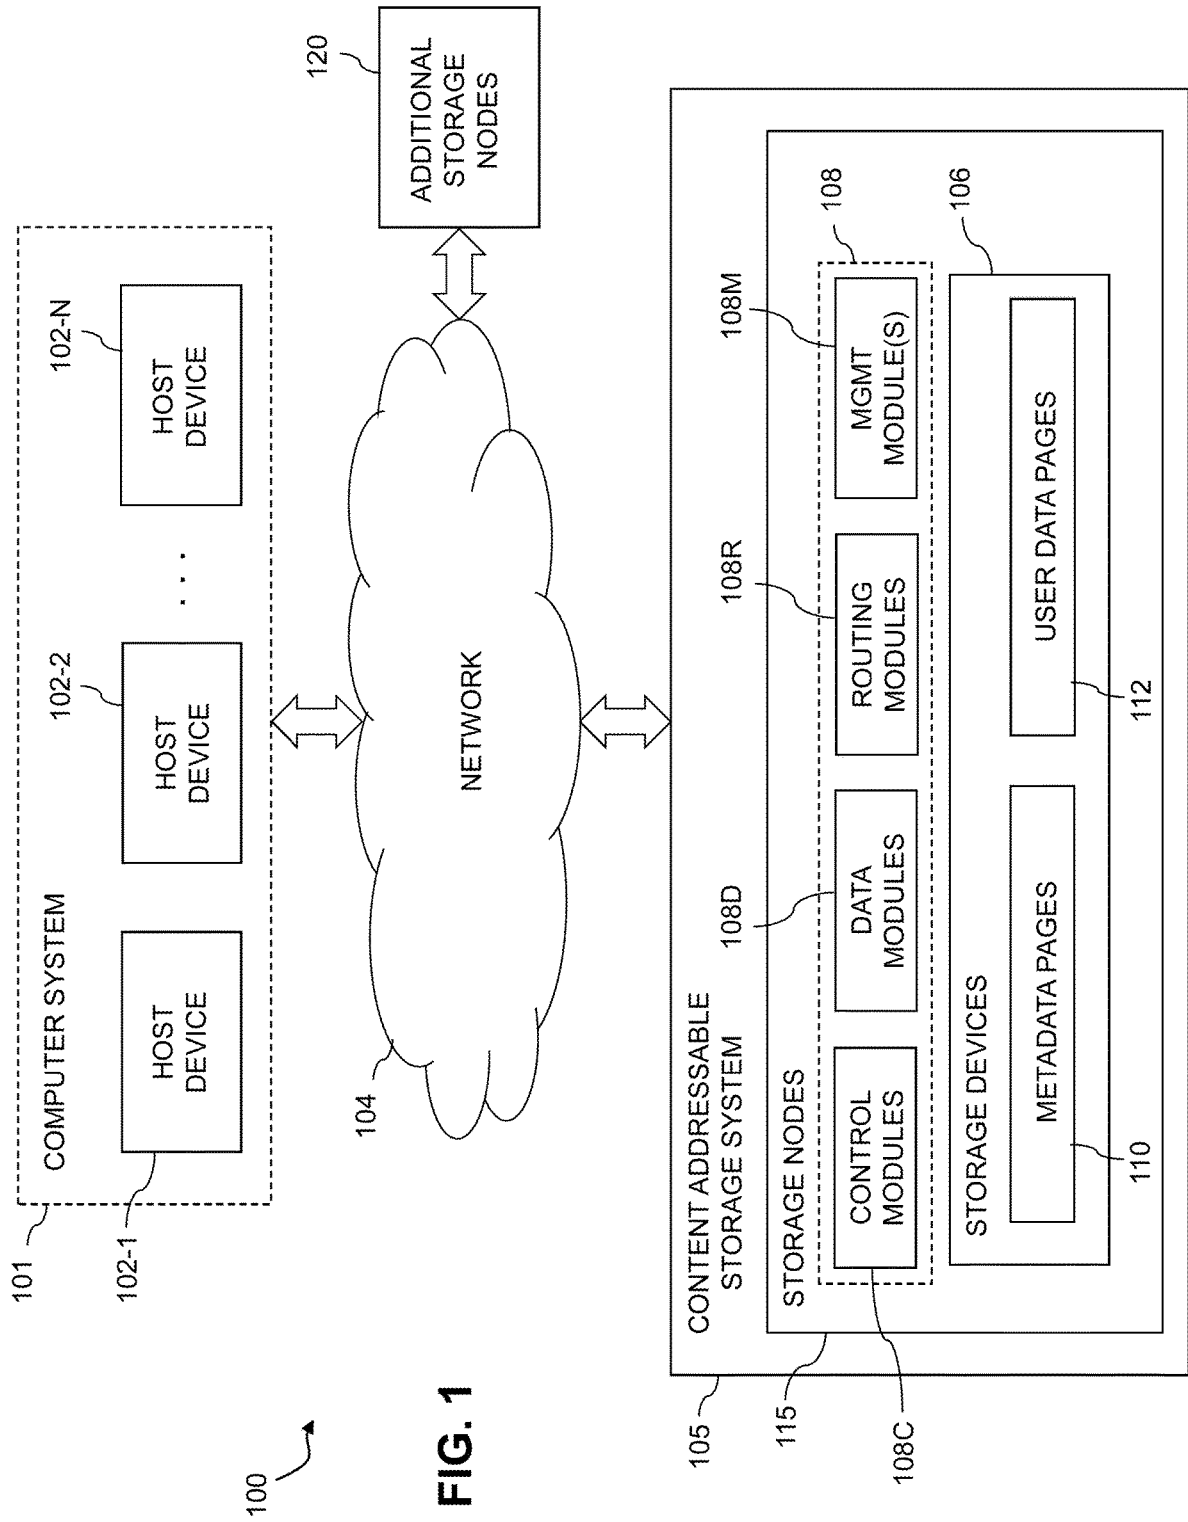 100
FIG. 1
101
COMPUTER SYSTEM
102-1
HOST
DEVICE
102-2
HOST
DEVICE
. . .
102-N
HOST
DEVICE
104
NETWORK
120
ADDITIONAL
STORAGE
NODES
105
CONTENT ADDRESSABLE
STORAGE SYSTEM
115
STORAGE NODES
108
108C
CONTROL
MODULES
108D
DATA
MODULES
108R
ROUTING
MODULES
108M
MGMT
MODULE(S)
106
STORAGE DEVICES
110
METADATA PAGES
112
USER DATA PAGES